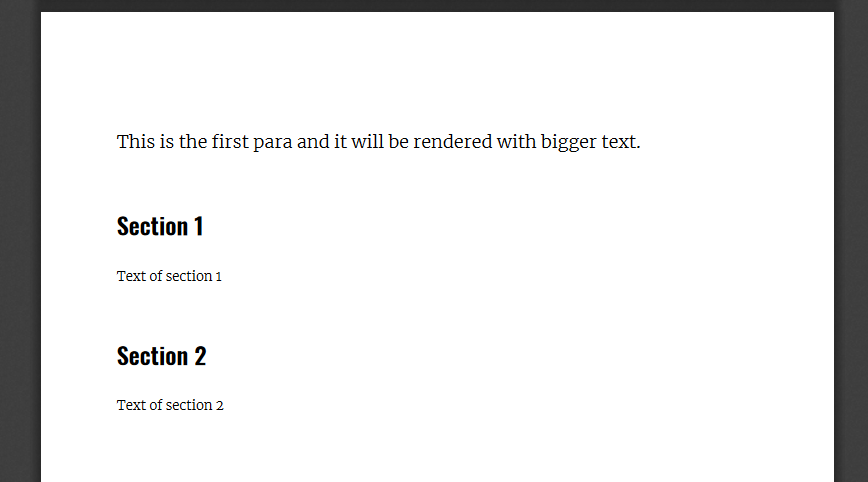 This is the first para and it will be rendered with bigger text.
Section 1
Text of section 1
Section 2
Text of section 2